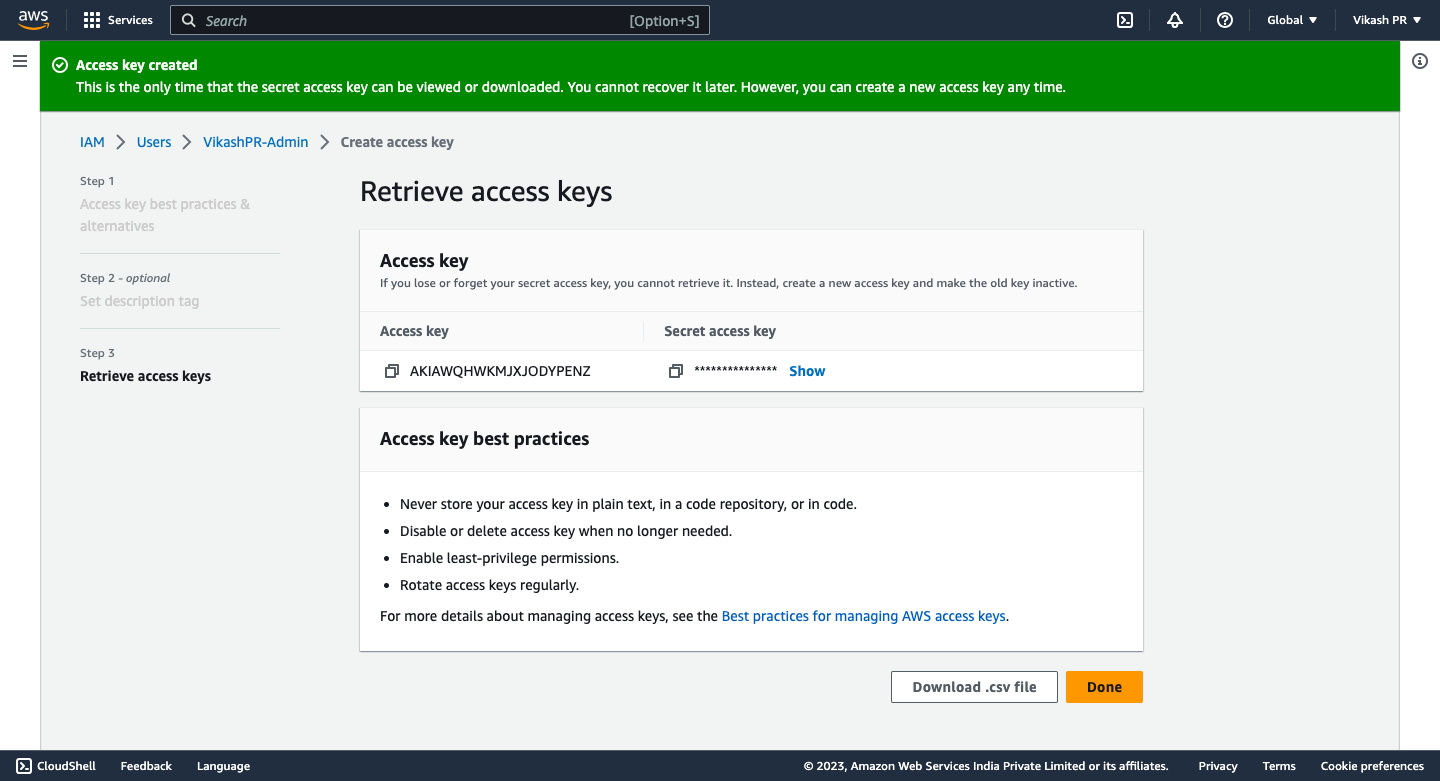 aws
Services
Search
[Option+S]
Global
Vikash PR
Access key created
This is the only time that the secret access key can be viewed or downloaded. You cannot recover it later. However, you can create a new access key any time.
IAM
Users
VikashPR-Admin
Create access key
Step 1
Access key best practices &
alternatives
Step 2 - optional
Set description tag
Step 3
Retrieve access keys
Retrieve access keys
Access key
If you lose or forget your secret access key, you cannot retrieve it. Instead, create a new access key and make the old key inactive.
Access key
Secret access key
AKIAWQHWKMJXJODYPENZ
*************** Show
Access key best practices
• Never store your access key in plain text, in a code repository, or in code.
• Disable or delete access key when no longer needed.
• Enable least-privilege permissions.
• Rotate access keys regularly.
For more details about managing access keys, see the Best practices for managing AWS access keys.
Download .csv file
Done
CloudShell
Feedback
Language
© 2023, Amazon Web Services India Private Limited or its affiliates.
Privacy
Terms
Cookie preferences